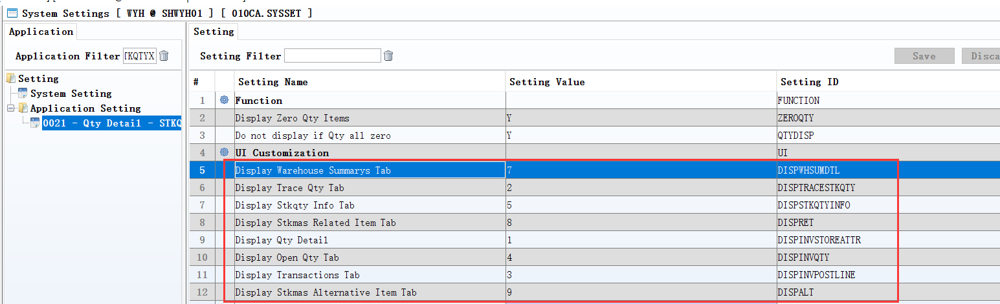 System Settings [ WYH @ SHWYH01 ] [ 010CA.SYSSET ]
Application
Setting
Application Filter [KQTYX
Setting Filter
Save
Disca
Setting
System Setting
Application Setting
0021 - Qty Detail - STKQ
# Setting Name Setting Value Setting ID
1 Function FUNCTION
2 Display Zero Qty Items Y ZEROQTY
3 Do not display if Qty all zero Y QTYDISP
4 UI Customization UI
5 Display Warehouse Summarys Tab 7 DISPWHSUMDTL
6 Display Trace Qty Tab 2 DISPTRACESTKQTY
7 Display Stkqty Info Tab 5 DISPSTKQTYINFO
8 Display Stkmas Related Item Tab 8 DISPRET
9 Display Qty Detail 1 DISPINVSTOREATTR
10 Display Open Qty Tab 4 DISPINVQTY
11 Display Transactions Tab 3 DISPINVPOSTLINE
12 Display Stkmas Alternative Item Tab 9 DISPALT